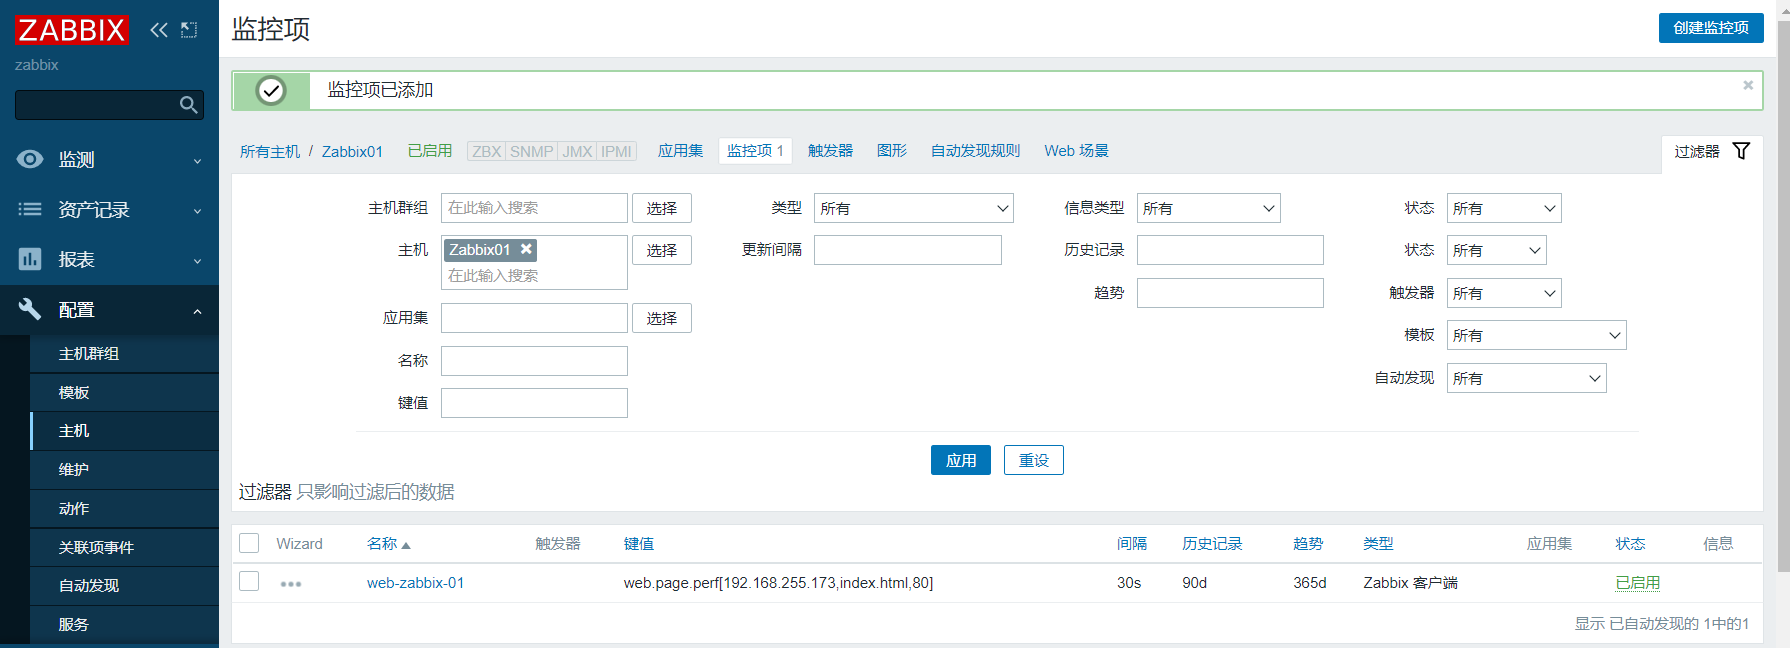 ZABBIX
zabbix
监测
资产记录
报表
配置
主机群组
模板
主机
维护
动作
关联项事件
自动发现
服务
监控项
创建监控项
监控项已添加
所有主机 / Zabbix01 已启用 ZBX SNMP JMX IPMI 应用集 监控项 1 触发器 图形 自动发现规则 Web 场景 过滤器
主机群组 在此输入搜索 选择 类型 所有 信息类型 所有 状态 所有
主机 Zabbix01 选择 更新间隔 历史记录 状态 所有
在此输入搜索
趋势 触发器 所有
应用集 选择
模板 所有
名称
自动发现 所有
键值
应用 重设
过滤器 只影响过滤后的数据
Wizard 名称 触发器 键值 间隔 历史记录 趋势 类型 应用集 状态 信息
web-zabbix-01 web.page.perf[192.168.255.173,index.html,80] 30s 90d 365d Zabbix 客户端 已启用
显示 已自动发现的 1中的1